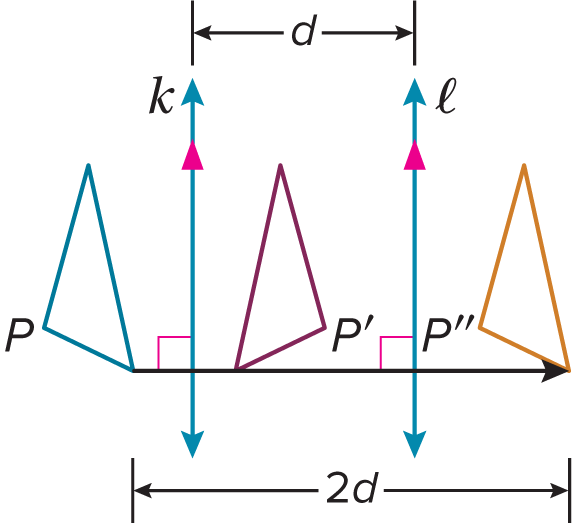 d
k ℓ
P P′ P″
2d